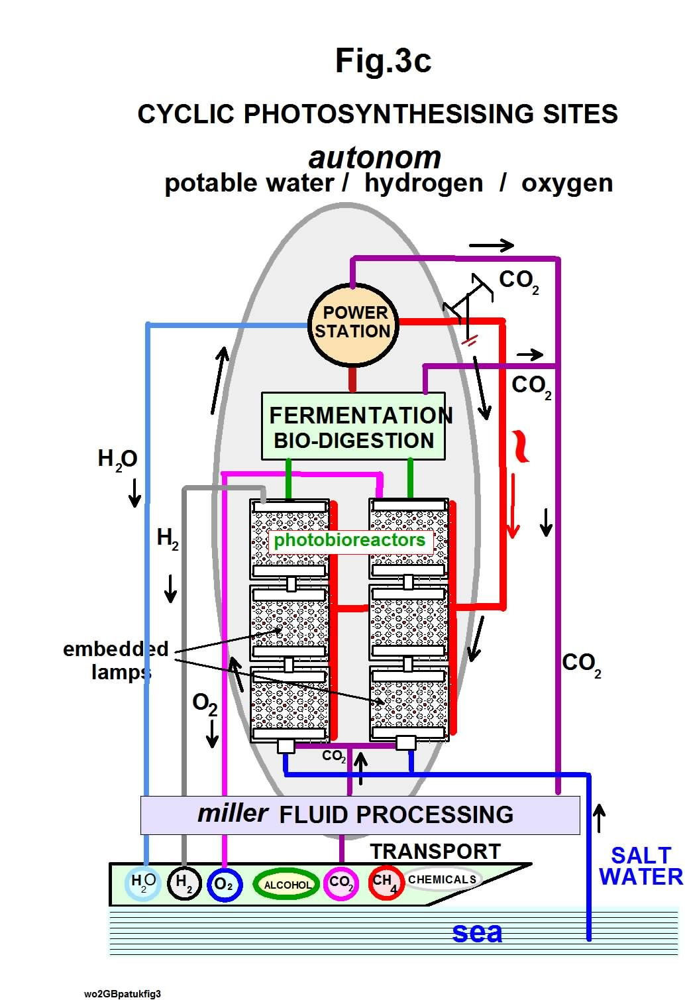 Fig.3c
CYCLIC PHOTOSYNTHESISING SITES
autonom
potable water / hydrogen / oxygen
CO2
POWER
STATION
CO2
FERMENTATION
BIO-DIGESTION
~
H2O
H2
photobioreactors
embedded
lamps
CO2
O2
CO2
miller FLUID PROCESSING
TRANSPORT
SALT
WATER
H2O
H2
O2
ALCOHOL
CO2
CH4
CHEMICALS
sea
wo2GBpatukfig3